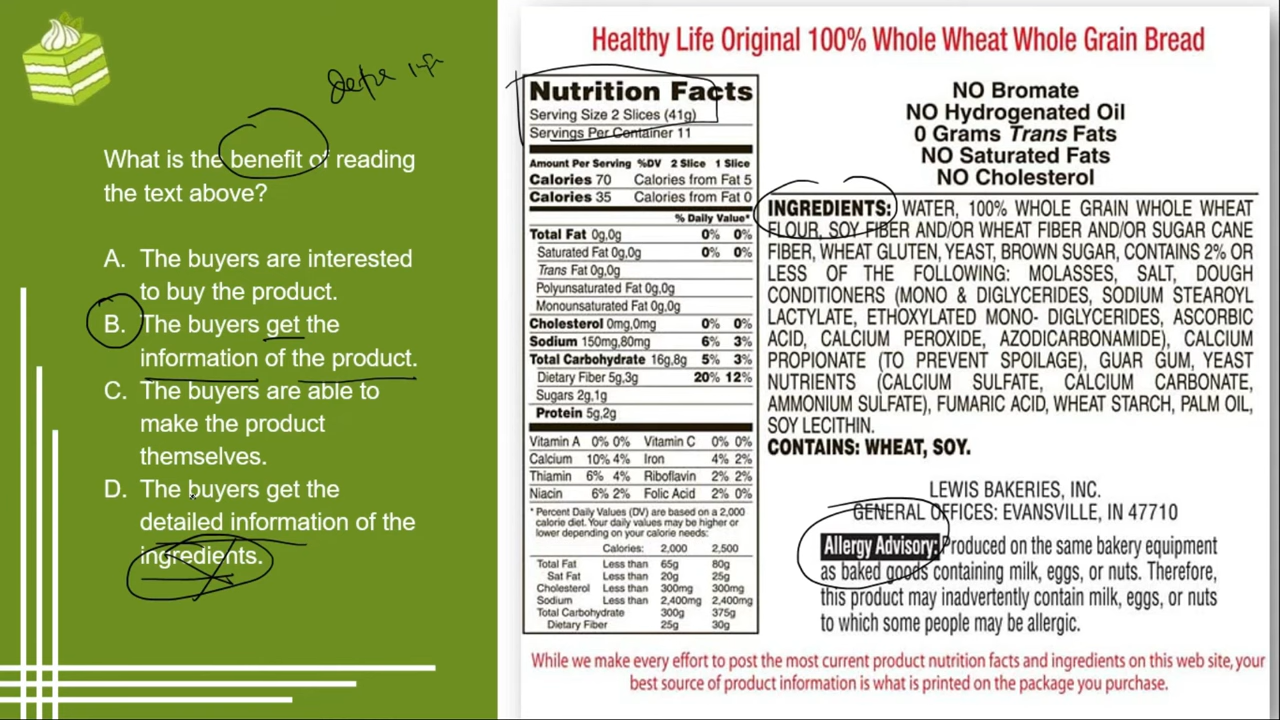 What is the benefit of reading
the text above?
A. The buyers are interested
to buy the product.
B. The buyers get the
information of the product.
C. The buyers are able to
make the product
themselves.
D. The buyers get the
detailed information of the
ingredients.
Healthy Life Original 100% Whole Wheat Whole Grain Bread
Nutrition Facts
Serving Size 2 Slices (41g)
Servings Per Container 11
Amount Per Serving %DV 2 Slice 1 Slice
Calories 70 Calories from Fat 5
Calories 35 Calories from Fat 0
% Daily Value*
Total Fat 0g,0g 0% 0%
Saturated Fat 0g,0g 0% 0%
Trans Fat 0g,0g
Polyunsaturated Fat 0g,0g
Monounsaturated Fat 0g,0g
Cholesterol 0mg,0mg 0% 0%
Sodium 150mg,80mg 6% 3%
Total Carbohydrate 16g,8g 5% 3%
Dietary Fiber 5g,3g 20% 12%
Sugars 2g,1g
Protein 5g,2g
Vitamin A 0% 0% Vitamin C 0% 0%
Calcium 10% 4% Iron 4% 2%
Thiamin 6% 4% Riboflavin 2% 2%
Niacin 6% 2% Folic Acid 2% 0%
* Percent Daily Values (DV) are based on a 2,000
calorie diet. Your daily values may be higher or
lower depending on your calorie needs:
Calories: 2,000 2,500
Total Fat Less than 65g 80g
Sat Fat Less than 20g 25g
Cholesterol Less than 300mg 300mg
Sodium Less than 2,400mg 2,400mg
Total Carbohydrate 300g 375g
Dietary Fiber 25g 30g
NO Bromate
NO Hydrogenated Oil
0 Grams Trans Fats
NO Saturated Fats
NO Cholesterol
INGREDIENTS: WATER, 100% WHOLE GRAIN WHOLE WHEAT
FLOUR, SOY FIBER AND/OR WHEAT FIBER AND/OR SUGAR CANE
FIBER, WHEAT GLUTEN, YEAST, BROWN SUGAR, CONTAINS 2% OR
LESS OF THE FOLLOWING: MOLASSES, SALT, DOUGH
CONDITIONERS (MONO & DIGLYCERIDES, SODIUM STEAROYL
LACTYLATE, ETHOXYLATED MONO- DIGLYCERIDES, ASCORBIC
ACID, CALCIUM PEROXIDE, AZODICARBONAMIDE), CALCIUM
PROPIONATE (TO PREVENT SPOILAGE), GUAR GUM, YEAST
NUTRIENTS (CALCIUM SULFATE, CALCIUM CARBONATE,
AMMONIUM SULFATE), FUMARIC ACID, WHEAT STARCH, PALM OIL,
SOY LECITHIN.
CONTAINS: WHEAT, SOY.
LEWIS BAKERIES, INC.
GENERAL OFFICES: EVANSVILLE, IN 47710
Allergy Advisory: Produced on the same bakery equipment
as baked goods containing milk, eggs, or nuts. Therefore,
this product may inadvertently contain milk, eggs, or nuts
to which some people may be allergic.
While we make every effort to post the most current product nutrition facts and ingredients on this web site, your
best source of product information is what is printed on the package you purchase.